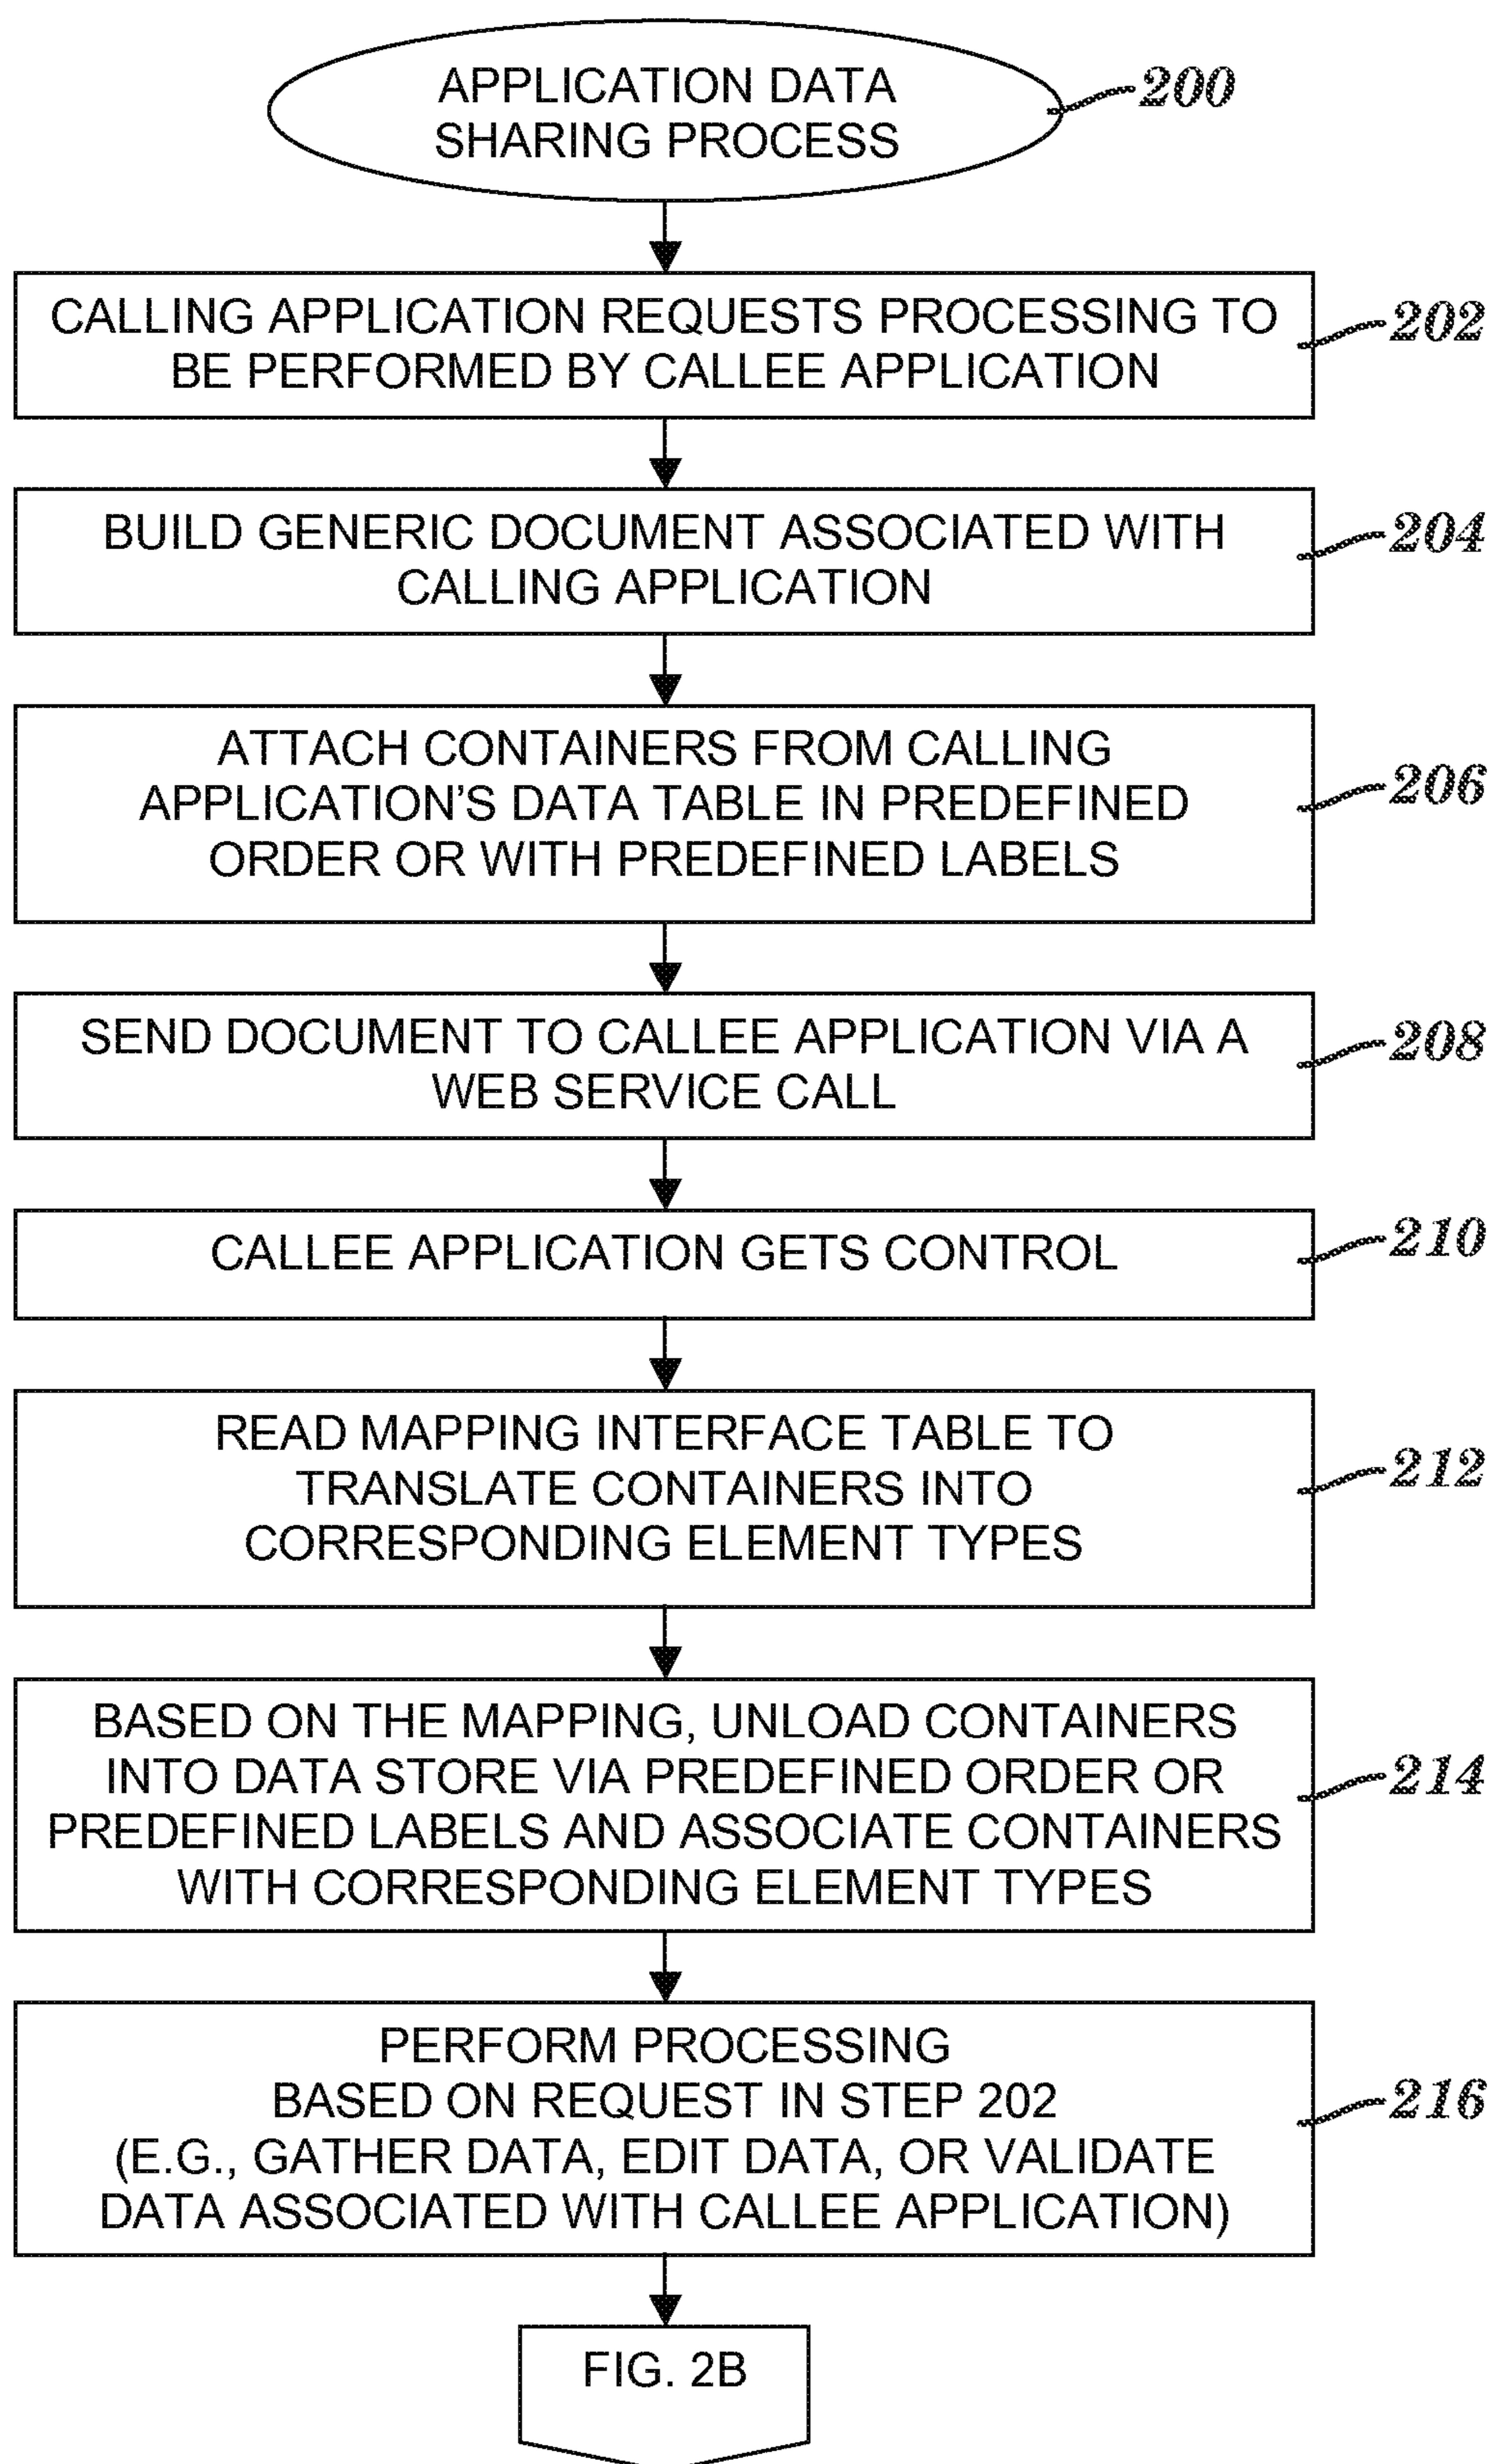 APPLICATION DATA
SHARING PROCESS
200
CALLING APPLICATION REQUESTS PROCESSING TO
BE PERFORMED BY CALLEE APPLICATION
202
BUILD GENERIC DOCUMENT ASSOCIATED WITH
CALLING APPLICATION
204
ATTACH CONTAINERS FROM CALLING
APPLICATION'S DATA TABLE IN PREDEFINED
ORDER OR WITH PREDEFINED LABELS
206
SEND DOCUMENT TO CALLEE APPLICATION VIA A
WEB SERVICE CALL
208
CALLEE APPLICATION GETS CONTROL
210
READ MAPPING INTERFACE TABLE TO
TRANSLATE CONTAINERS INTO
CORRESPONDING ELEMENT TYPES
212
BASED ON THE MAPPING, UNLOAD CONTAINERS
INTO DATA STORE VIA PREDEFINED ORDER OR
PREDEFINED LABELS AND ASSOCIATE CONTAINERS
WITH CORRESPONDING ELEMENT TYPES
214
PERFORM PROCESSING
BASED ON REQUEST IN STEP 202
(E.G., GATHER DATA, EDIT DATA, OR VALIDATE
DATA ASSOCIATED WITH CALLEE APPLICATION)
216
FIG. 2B